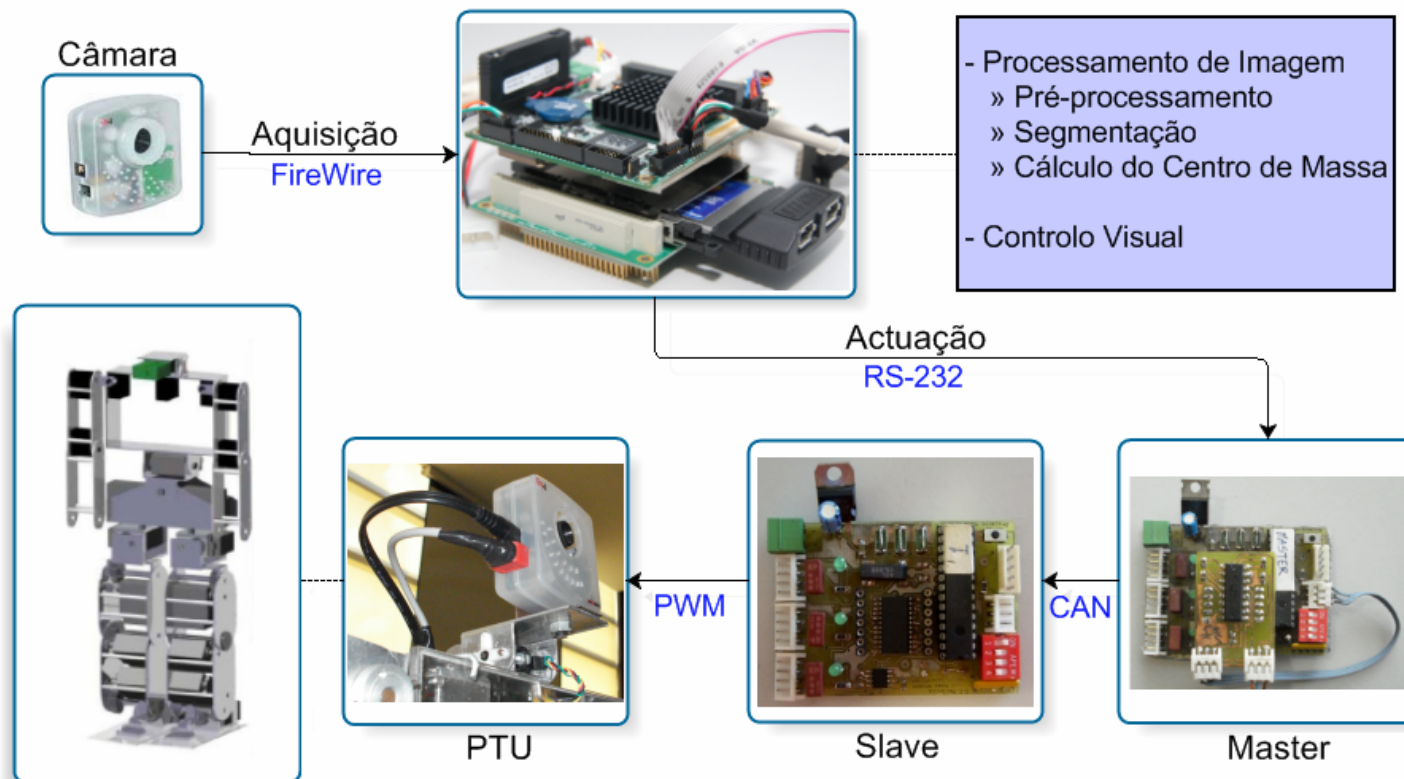 Câmara
Aquisição
FireWire
- Processamento de Imagem
» Pré-processamento
» Segmentação
» Cálculo do Centro de Massa
- Controlo Visual
Actuação
RS-232
PWM
CAN
MASTER
PTU
Slave
Master